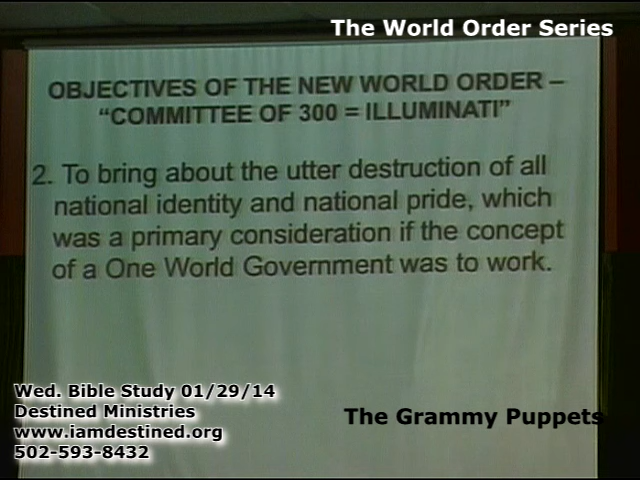 The World Order Series
OBJECTIVES OF THE NEW WORLD ORDER –
“COMMITTEE OF 300 = ILLUMINATI”
2. To bring about the utter destruction of all
national identity and national pride, which
was a primary consideration if the concept
of a One World Government was to work.
Wed. Bible Study 01/29/14
Destined Ministries
www.iamdestined.org
502-593-8432
The Grammy Puppets